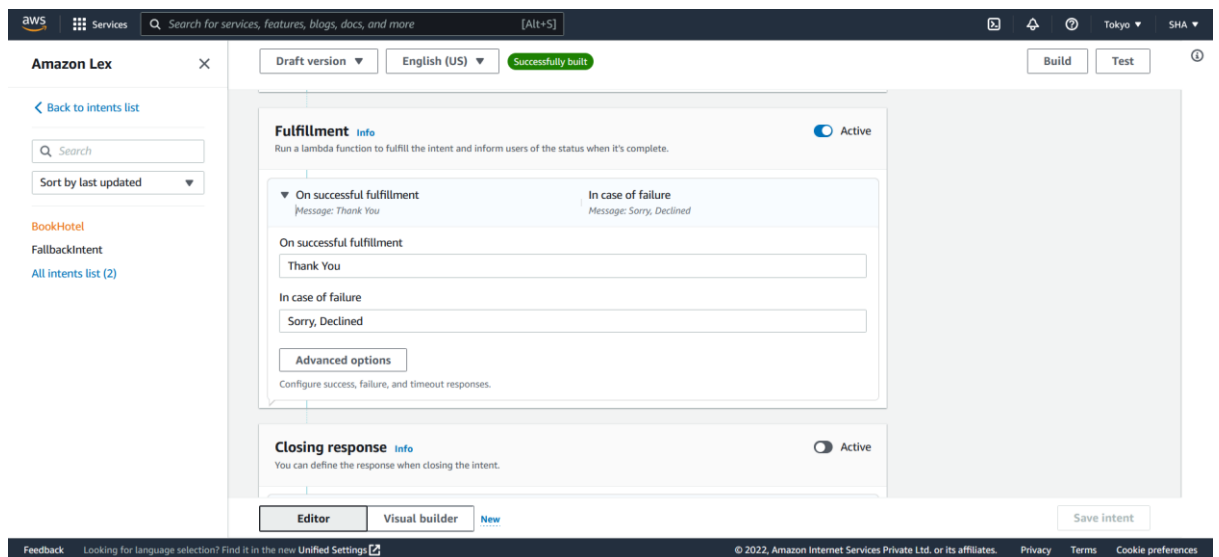 aws
Services
Search for services, features, blogs, docs, and more
[Alt+S]
Tokyo ▼
SHA ▼
Amazon Lex
Draft version ▼
English (US) ▼
Successfully built
Build
Test
Back to intents list
Search
Sort by last updated
BookHotel
FallbackIntent
All intents list (2)
Fulfillment Info
Active
Run a lambda function to fulfill the intent and inform users of the status when it's complete.
On successful fulfillment
Message: Thank You
In case of failure
Message: Sorry, Declined
On successful fulfillment
Thank You
In case of failure
Sorry, Declined
Advanced options
Configure success, failure, and timeout responses.
Closing response Info
Active
You can define the response when closing the intent.
Editor
Visual builder
New
Save intent
Feedback
Looking for language selection? Find it in the new Unified Settings
© 2022, Amazon Internet Services Private Ltd. or its affiliates.
Privacy
Terms
Cookie preferences